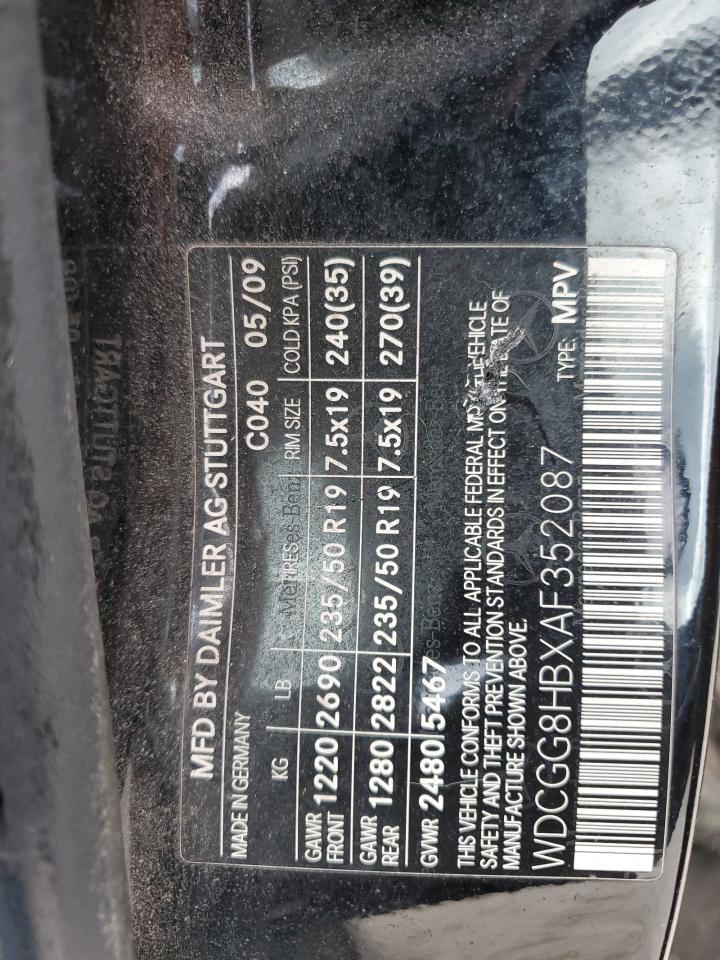 MFD BY DAIMLER AG STUTTGART
MADE IN GERMANY C040 05/09
KG LB TIRES RIM SIZE COLD KPA (PSI)
GAWR FRONT 1220 2690 235/50 R19 7.5x19 240(35)
GAWR REAR 1280 2822 235/50 R19 7.5x19 270(39)
GVWR 2480 5467
THIS VEHICLE CONFORMS TO ALL APPLICABLE FEDERAL VEHICLE
SAFETY AND THEFT PREVENTION STANDARDS IN EFFECT ON THE DATE OF
MANUFACTURE SHOWN ABOVE.
WDCGG8HBXAF352087 TYPE: MPV